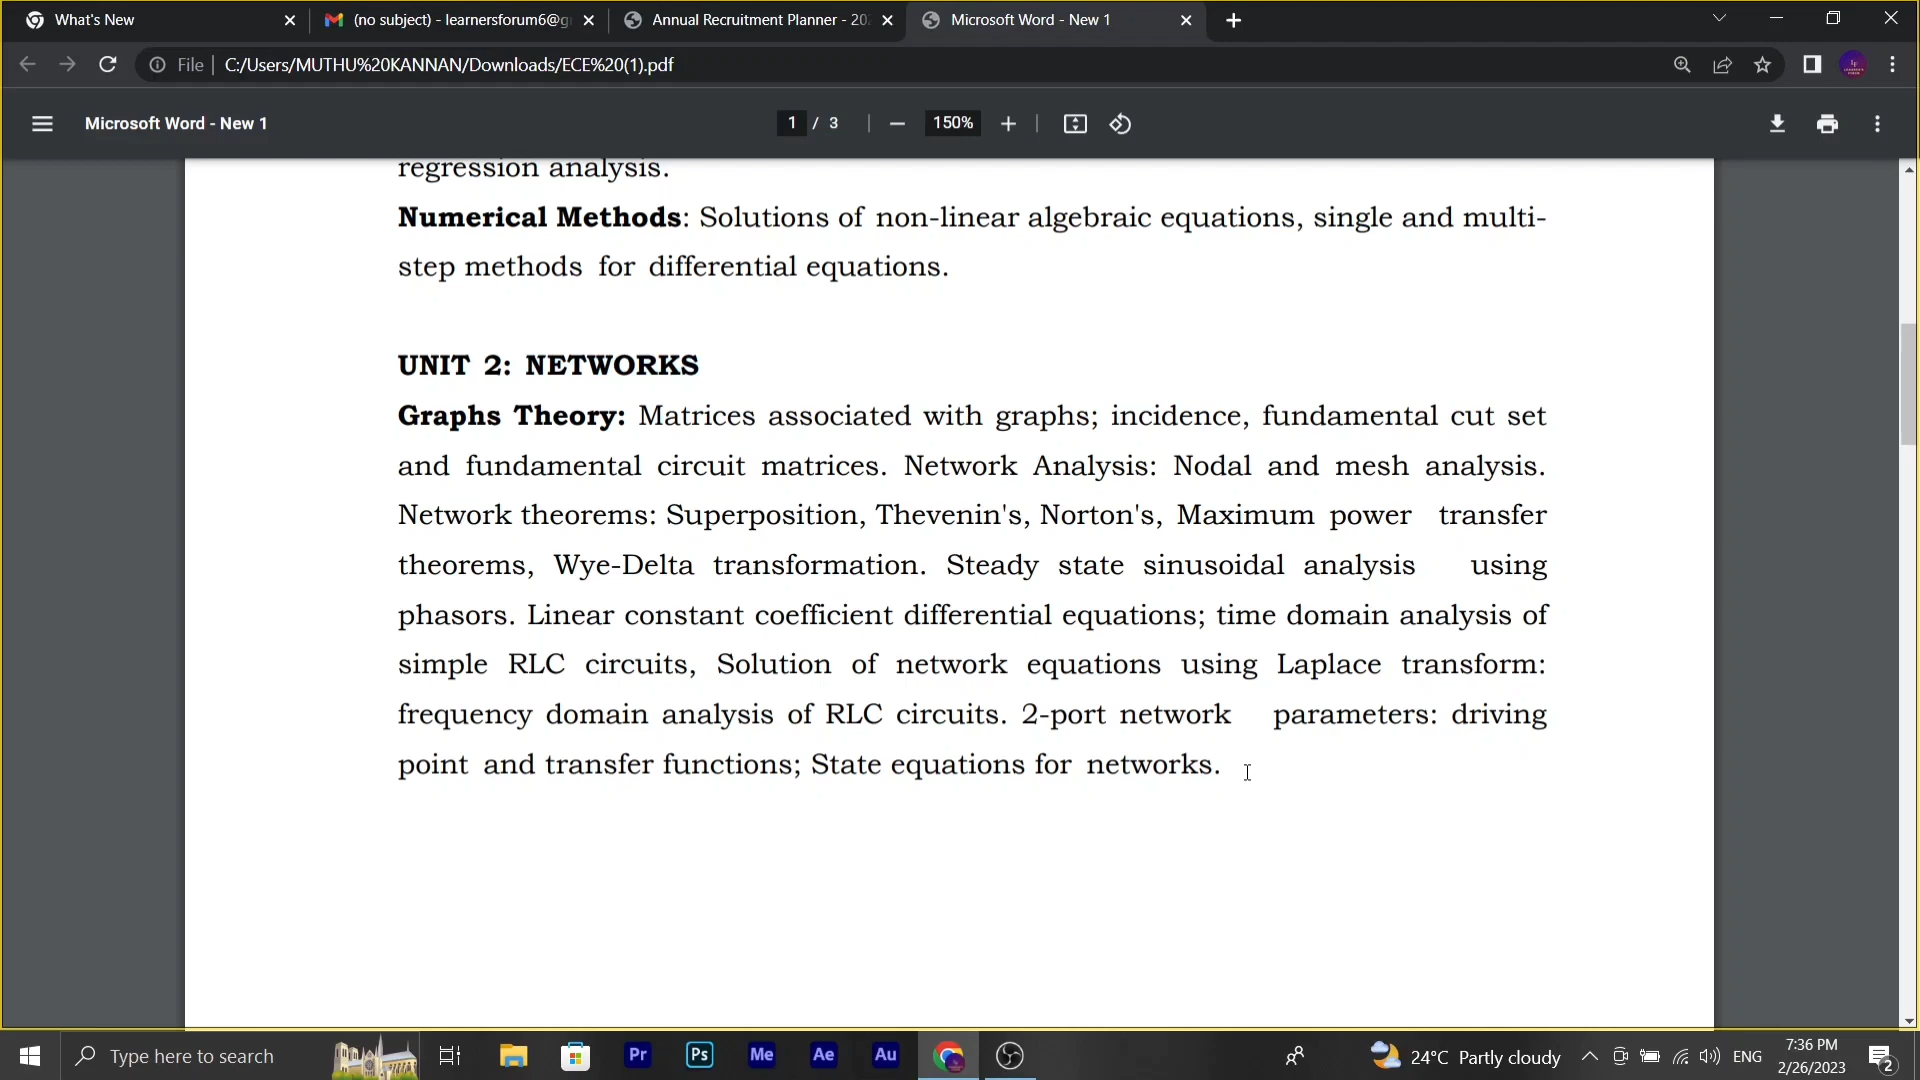 What's New
(no subject) - learnersforum6@g
Annual Recruitment Planner - 202
Microsoft Word - New 1
File
C:/Users/MUTHU%20KANNAN/Downloads/ECE%20(1).pdf
Microsoft Word - New 1
1 / 3
150%
regression analysis.
Numerical Methods: Solutions of non-linear algebraic equations, single and multi-
step methods for differential equations.
UNIT 2: NETWORKS
Graphs Theory: Matrices associated with graphs; incidence, fundamental cut set
and fundamental circuit matrices. Network Analysis: Nodal and mesh analysis.
Network theorems: Superposition, Thevenin's, Norton's, Maximum power transfer
theorems, Wye-Delta transformation. Steady state sinusoidal analysis using
phasors. Linear constant coefficient differential equations; time domain analysis of
simple RLC circuits, Solution of network equations using Laplace transform:
frequency domain analysis of RLC circuits. 2-port network parameters: driving
point and transfer functions; State equations for networks.
Type here to search
Pr
Ps
Me
Ae
Au
24°C Partly cloudy
ENG
7:36 PM
2/26/2023
2